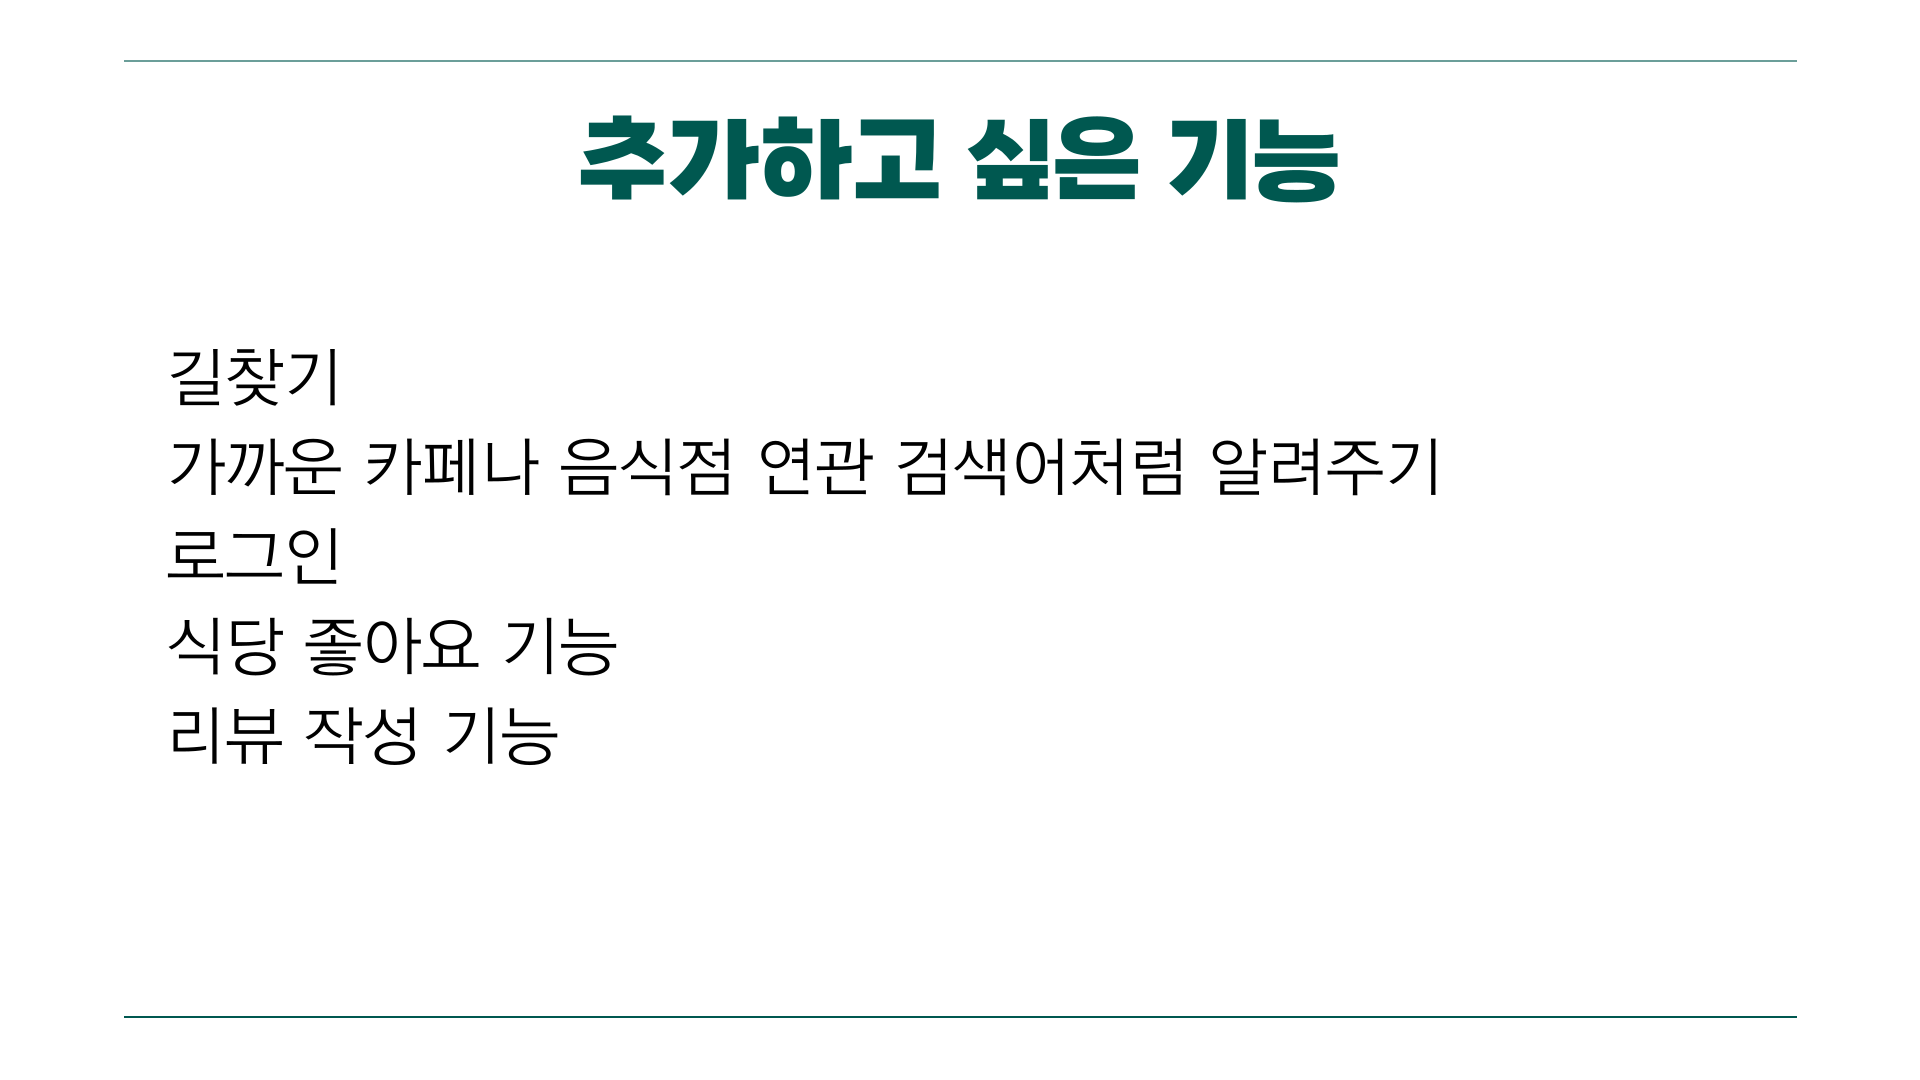 추가하고 싶은 기능
길찾기
가까운 카페나 음식점 연관 검색어처럼 알려주기
로그인
식당 좋아요 기능
리뷰 작성 기능